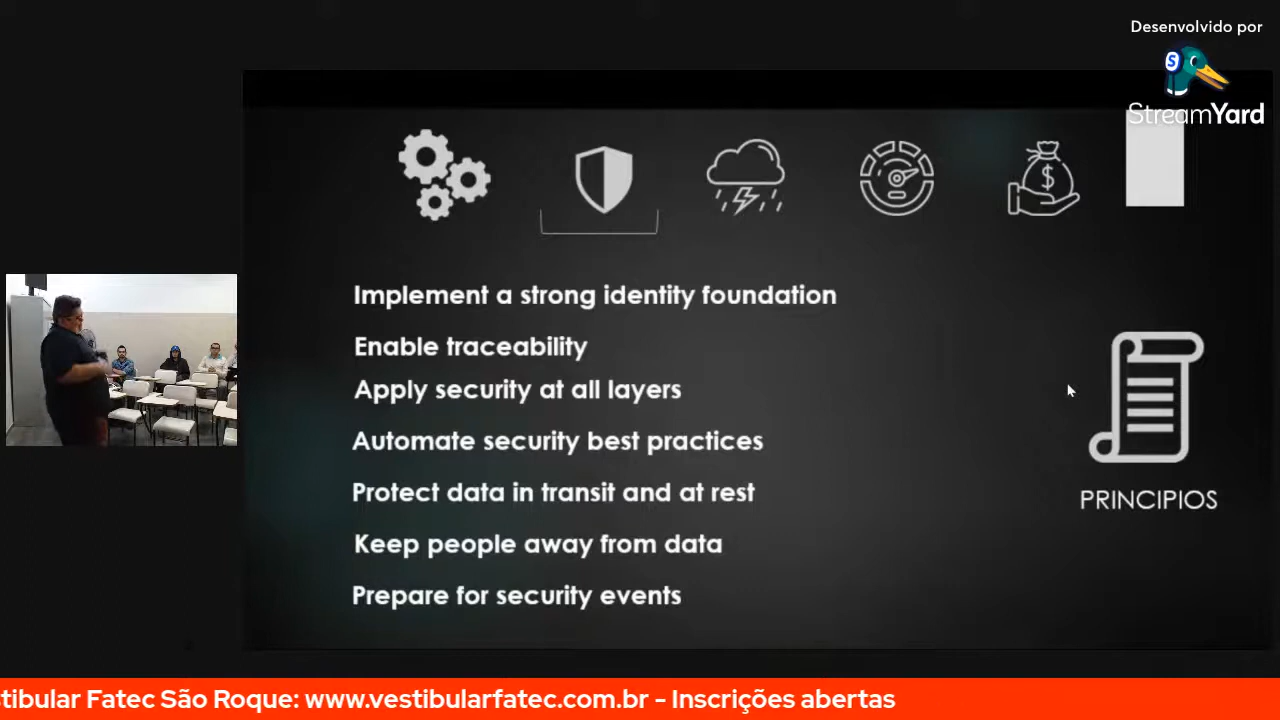 Desenvolvido por
S
StreamYard
$
Implement a strong identity foundation
Enable traceability
Apply security at all layers
Automate security best practices
Protect data in transit and at rest
Keep people away from data
Prepare for security events
PRINCIPIOS
tibular Fatec São Roque: www.vestibularfatec.com.br - Inscrições abertas